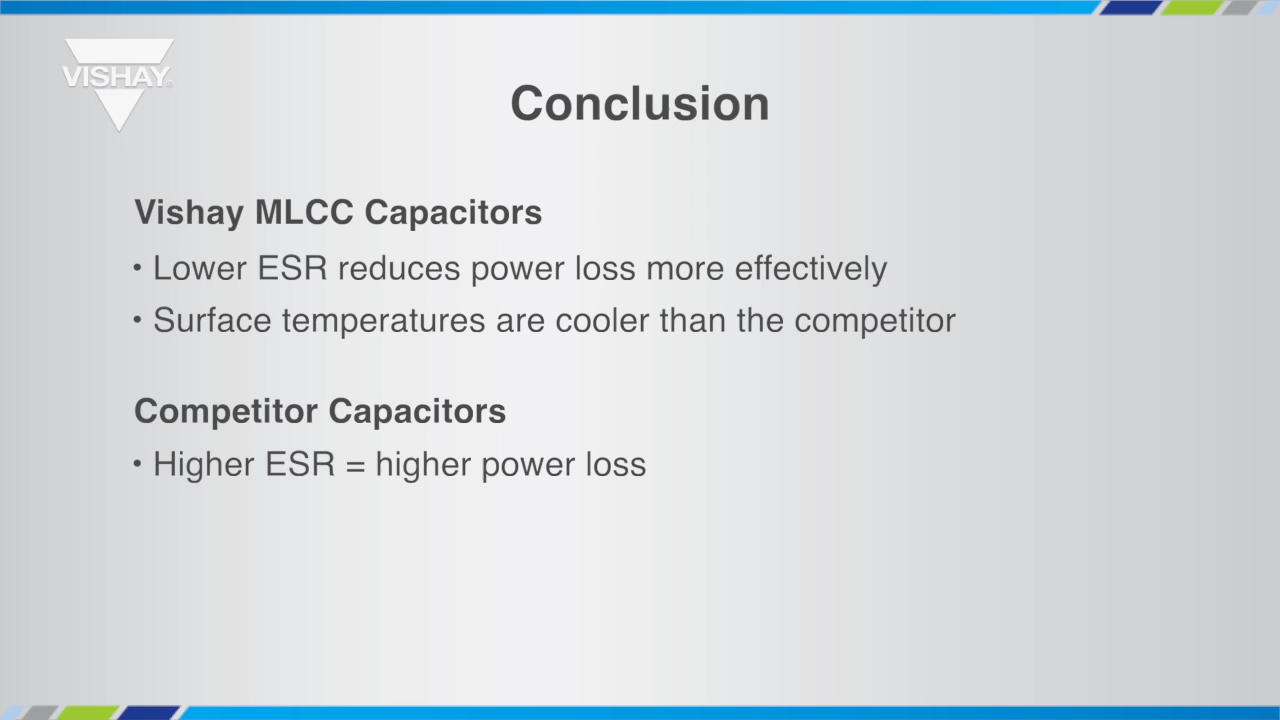 VISHAY®
Conclusion
Vishay MLCC Capacitors
• Lower ESR reduces power loss more effectively
• Surface temperatures are cooler than the competitor
Competitor Capacitors
• Higher ESR = higher power loss